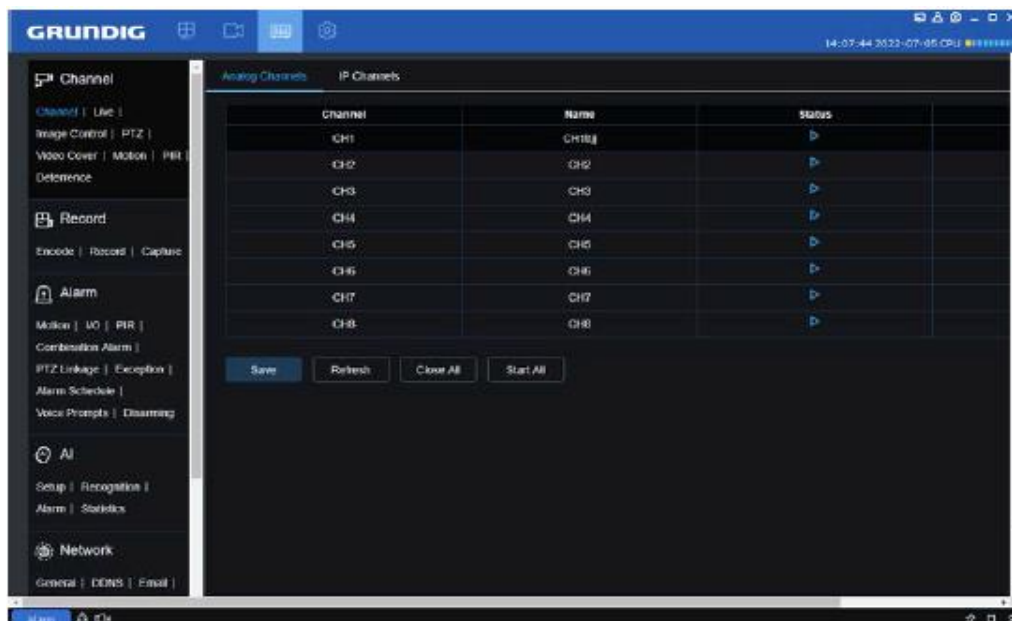 GRUNDIG
14:07:44 2022-07-05 CPU
Channel
Channel | Live |
Image Control | PTZ |
Video Cover | Motion | PIR |
Deterrence
Record
Encode | Record | Capture
Alarm
Motion | I/O | PIR |
Combination Alarm |
PTZ Linkage | Exception |
Alarm Schedule |
Voice Prompts | Disarming
AI
Setup | Recognition |
Alarm | Statistics
Network
General | DDNS | Email |
Analog Channels IP Channels
Channel Name Status
CH1
CH2 CH2
CH3 CH3
CH4 CH4
CH5 CH5
CH6 CH6
CH7 CH7
CH8 CH8
Save Refresh Close All Start All